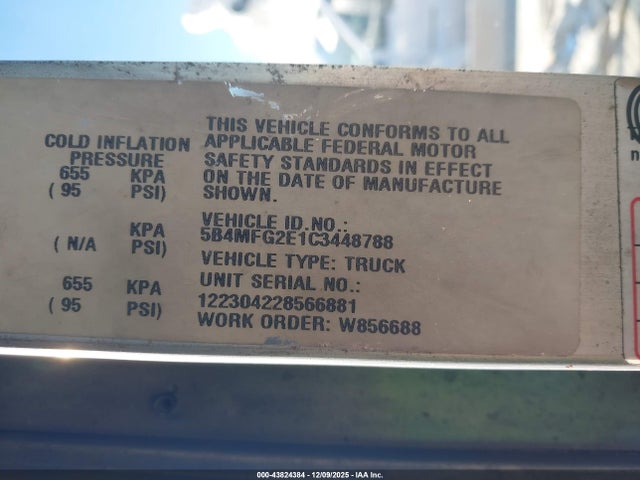 COLD INFLATION
PRESSURE
655 KPA
( 95 PSI)
KPA
( N/A PSI)
655 KPA
( 95 PSI)
THIS VEHICLE CONFORMS TO ALL
APPLICABLE FEDERAL MOTOR
SAFETY STANDARDS IN EFFECT
ON THE DATE OF MANUFACTURE
SHOWN.
VEHICLE ID.NO.:
5B4MFG2E1C3448788
VEHICLE TYPE: TRUCK
UNIT SERIAL NO.:
122304228566881
WORK ORDER: W856688
000-43824384 - 12/09/2025 - IAA Inc.